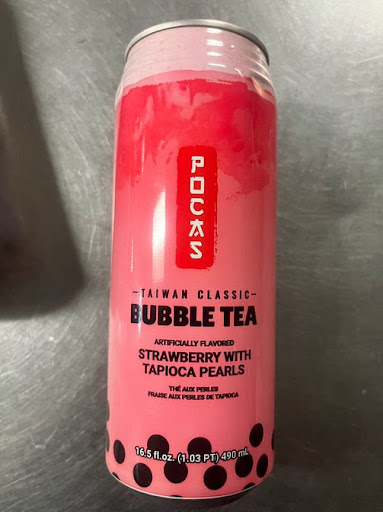 POCAS
-TAIWAN CLASSIC-
BUBBLE TEA
ARTIFICIALLY FLAVORED
STRAWBERRY WITH
TAPIOCA PEARLS
THÉ AUX PERLES
FRAISE AUX PERLES DE TAPIOCA
16.5 fl.oz. (1.03 PT) 490 mL